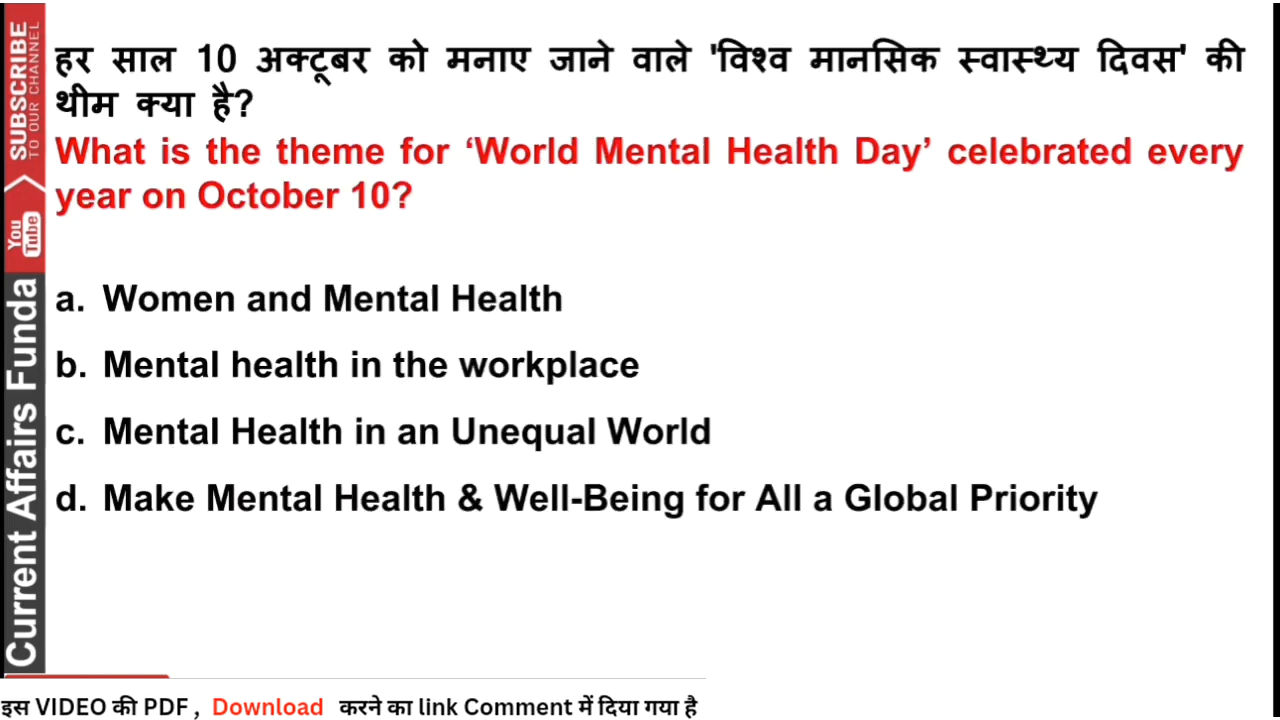 हर साल 10 अक्टूबर को मनाए जाने वाले 'विश्व मानसिक स्वास्थ्य दिवस' की
थीम क्या है?
What is the theme for ‘World Mental Health Day’ celebrated every
year on October 10?
a. Women and Mental Health
b. Mental health in the workplace
c. Mental Health in an Unequal World
d. Make Mental Health & Well-Being for All a Global Priority
SUBSCRIBE
TO OUR CHANNEL
You
Tube
Current Affairs Funda
इस VIDEO की PDF , Download करने का link Comment में दिया गया है